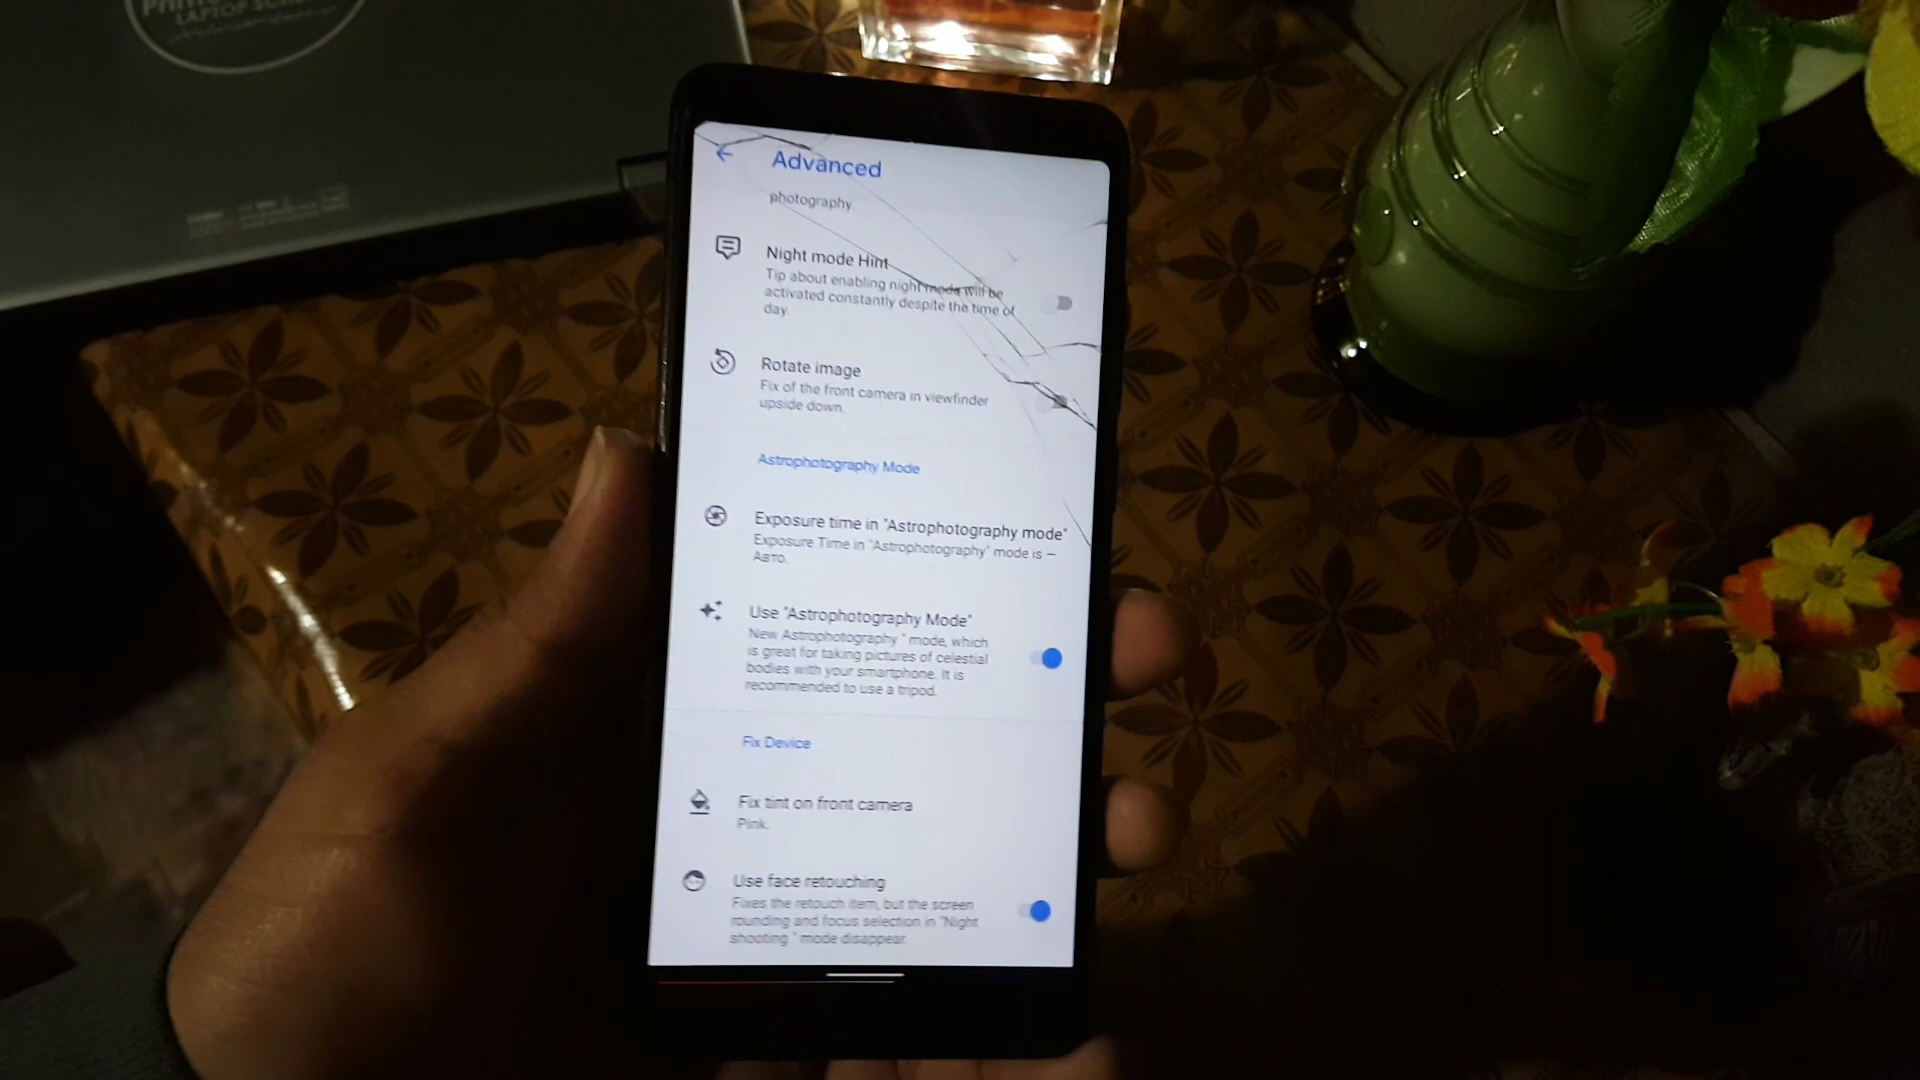 LAPTOP
Advanced
photography.
Night mode Hint
Tip about enabling night mode will be
activated constantly despite the time of
day.
Rotate image
Fix of the front camera in viewfinder
upside down.
Astrophotography Mode
Exposure time in "Astrophotography mode"
Exposure Time in "Astrophotography" mode is —
Авто.
Use "Astrophotography Mode"
New Astrophotography " mode, which
is great for taking pictures of celestial
bodies with your smartphone. It is
recommended to use a tripod.
Fix Device
Fix tint on front camera
Pink.
Use face retouching
Fixes the retouch item, but the screen
rounding and focus selection in "Night
shooting " mode disappear.